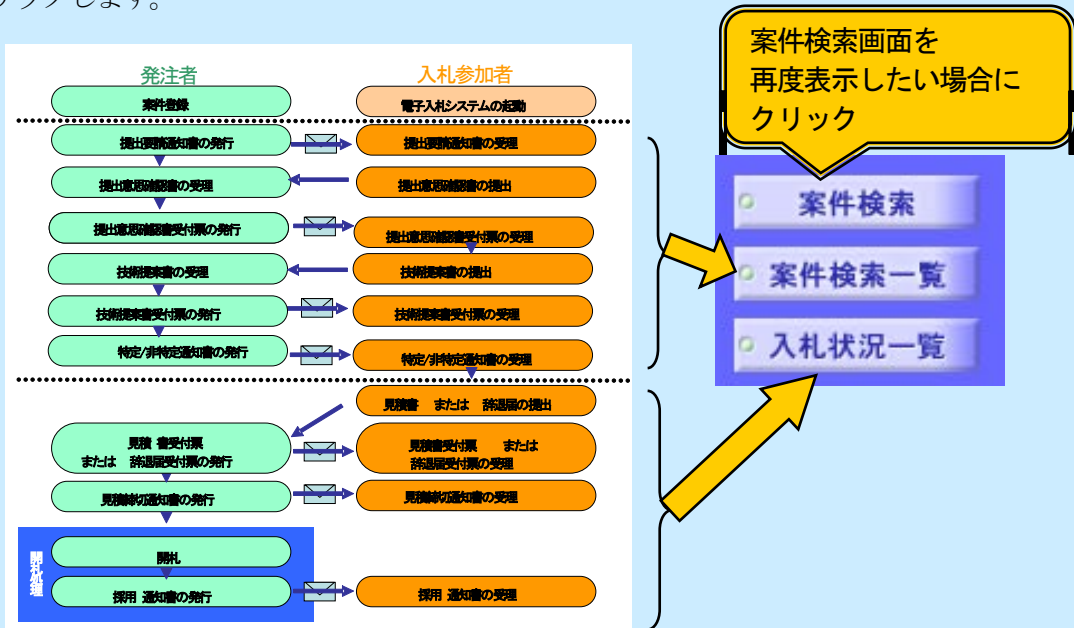 クリックします。
発注者
入札参加者
案件登録
電子入札システムの起動
提出要請通知書の発行
提出要請通知書の受理
提出意思確認書の受理
提出意思確認書の提出
提出意思確認書受付票の発行
提出意思確認書受付票の受理
技術提案書の受理
技術提案書の提出
技術提案書受付票の発行
技術提案書受付票の受理
特定/非特定通知書の発行
特定/非特定通知書の受理
見積書 または 辞退届の提出
見積 書受付票
または 辞退届受付票の発行
見積書受付票 または
辞退届受付票の受理
見積締切通知書の発行
見積締切通知書の受理
開札処理
開札
採用 通知書の発行
採用 通知書の受理
案件検索画面を
再度表示したい場合に
クリック
案件検索
案件検索一覧
入札状況一覧